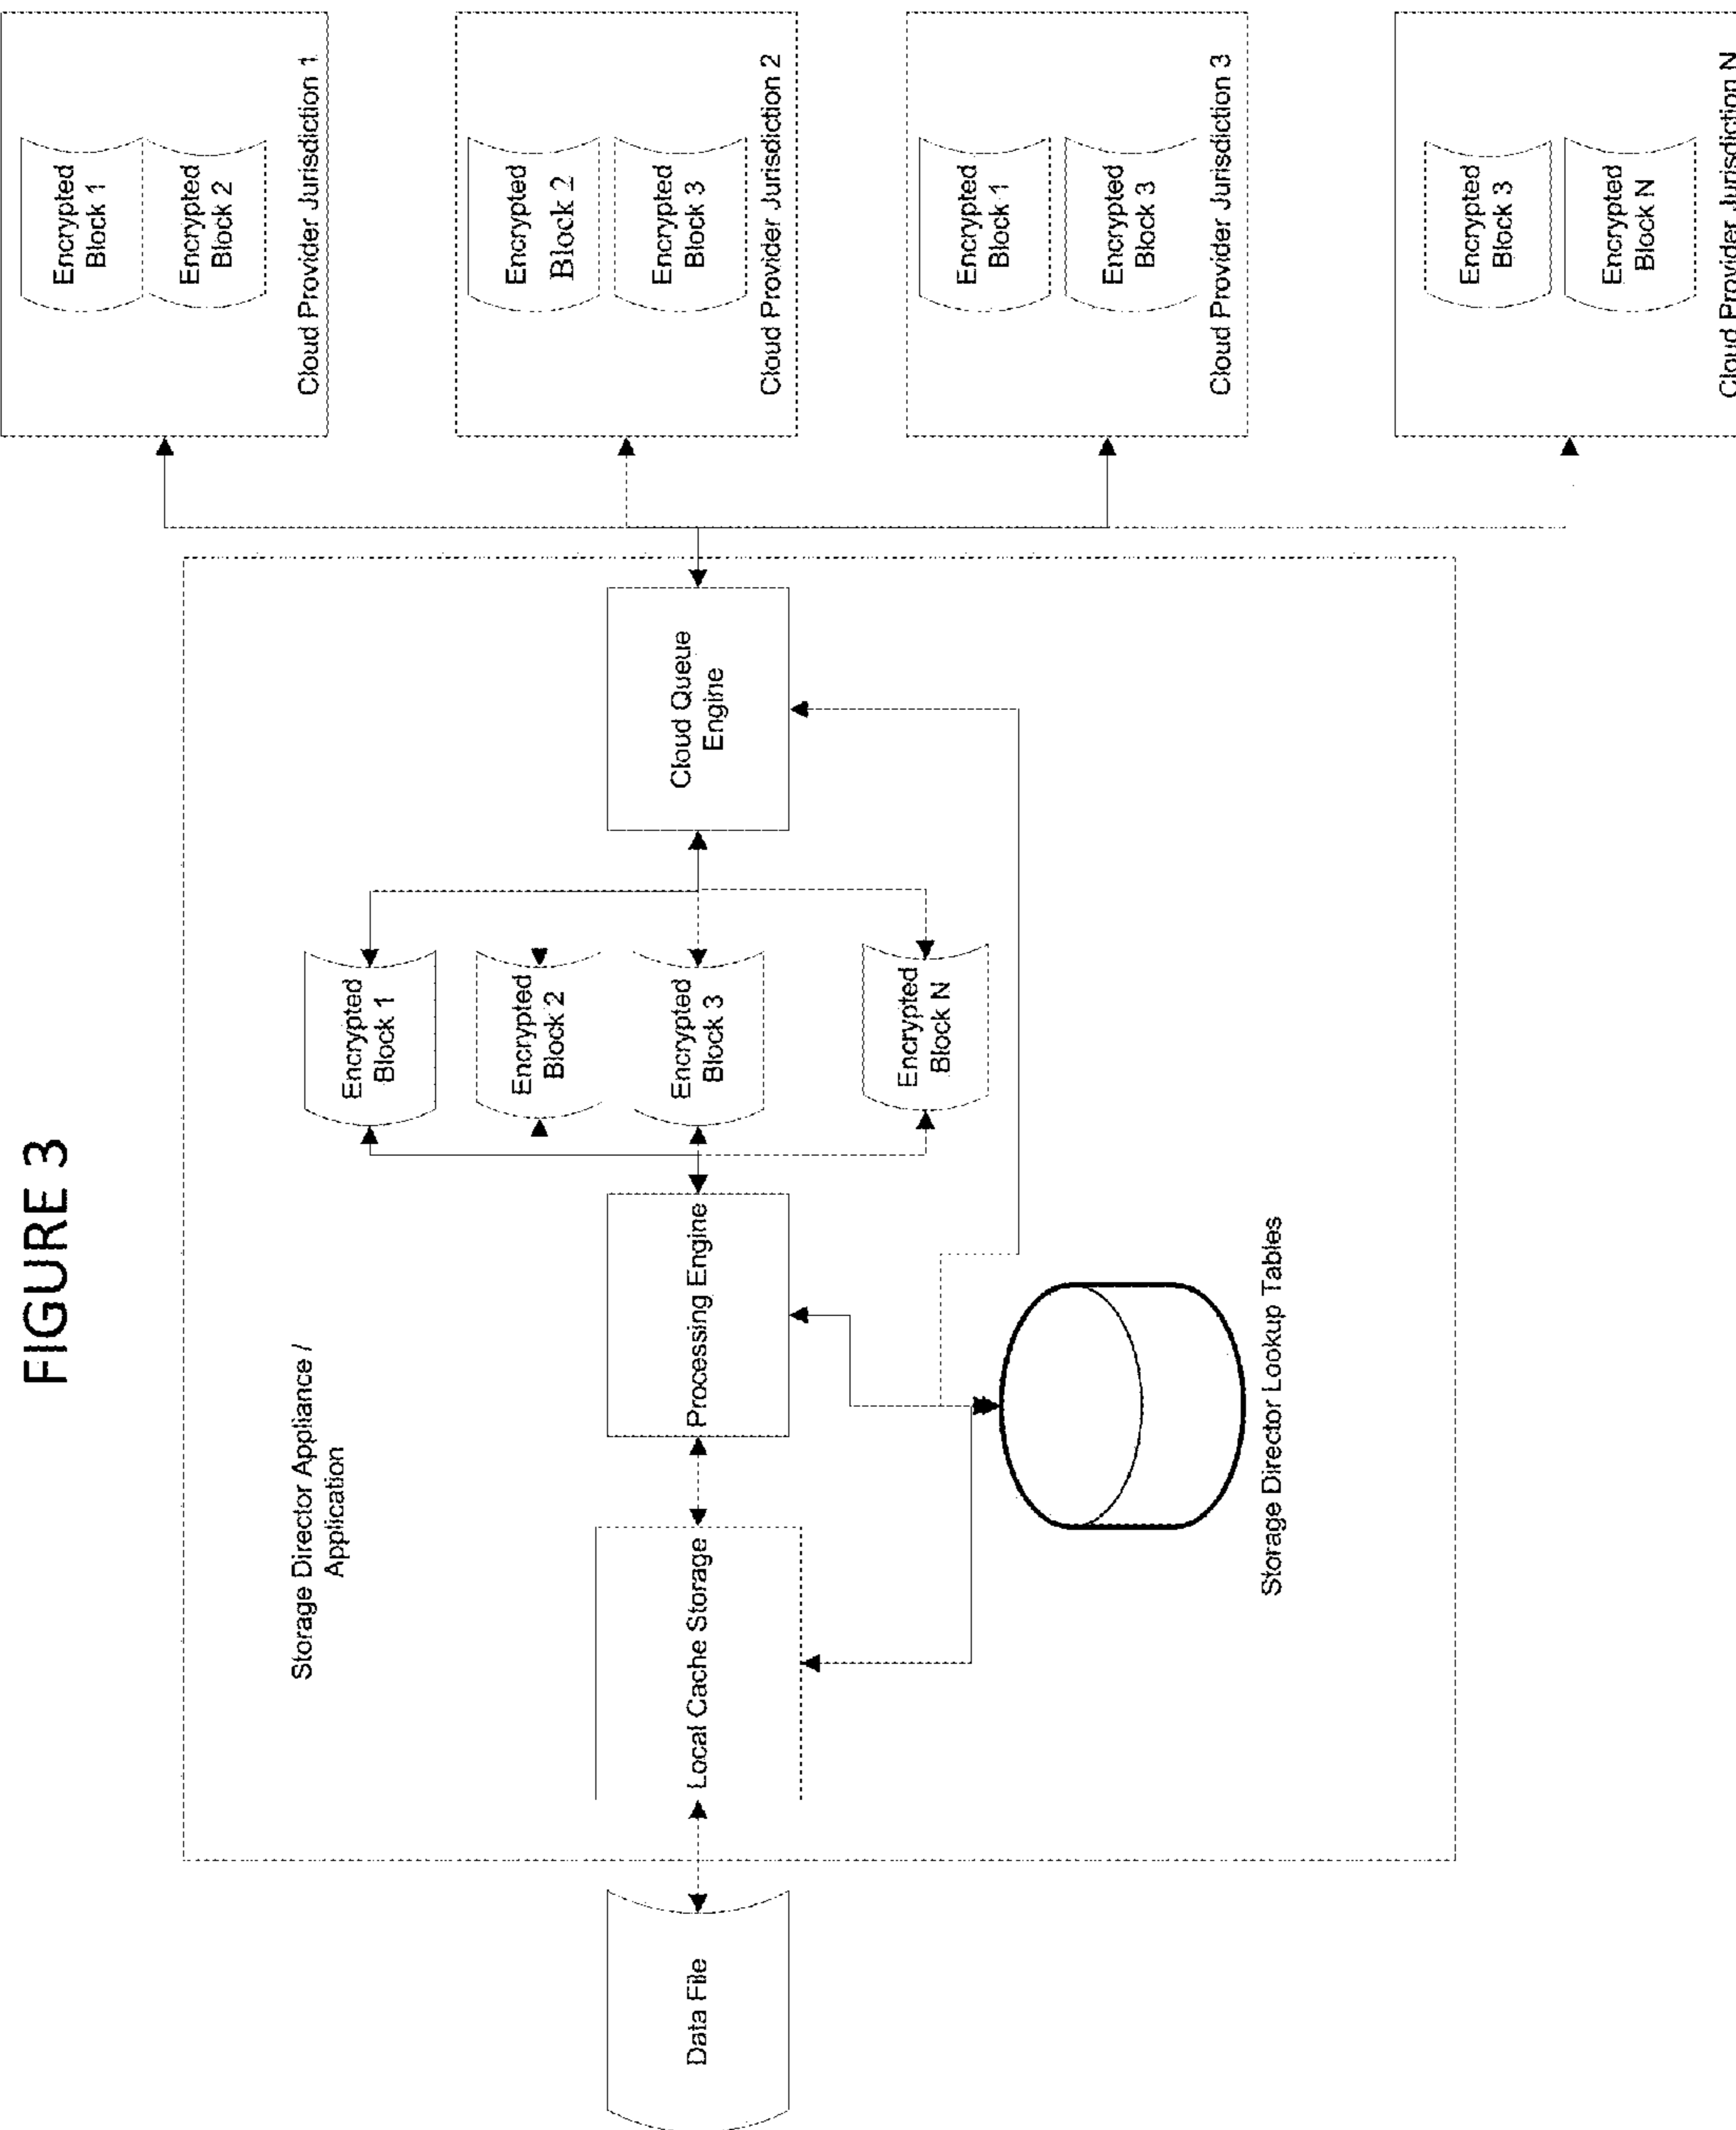 FIGURE 3
Storage Director Appliance /
Application
Data File
Local Cache Storage
Processing Engine
Encrypted
Block 1
Encrypted
Block 2
Encrypted
Block 3
Encrypted
Block N
Cloud Queue
Engine
Storage Director Lookup Tables
Encrypted
Block 1
Encrypted
Block 2
Cloud Provider Jurisdiction 1
Encrypted
Block 2
Encrypted
Block 3
Cloud Provider Jurisdiction 2
Encrypted
Block 1
Encrypted
Block 3
Cloud Provider Jurisdiction 3
Encrypted
Block 3
Encrypted
Block N
Cloud Provider Jurisdiction N